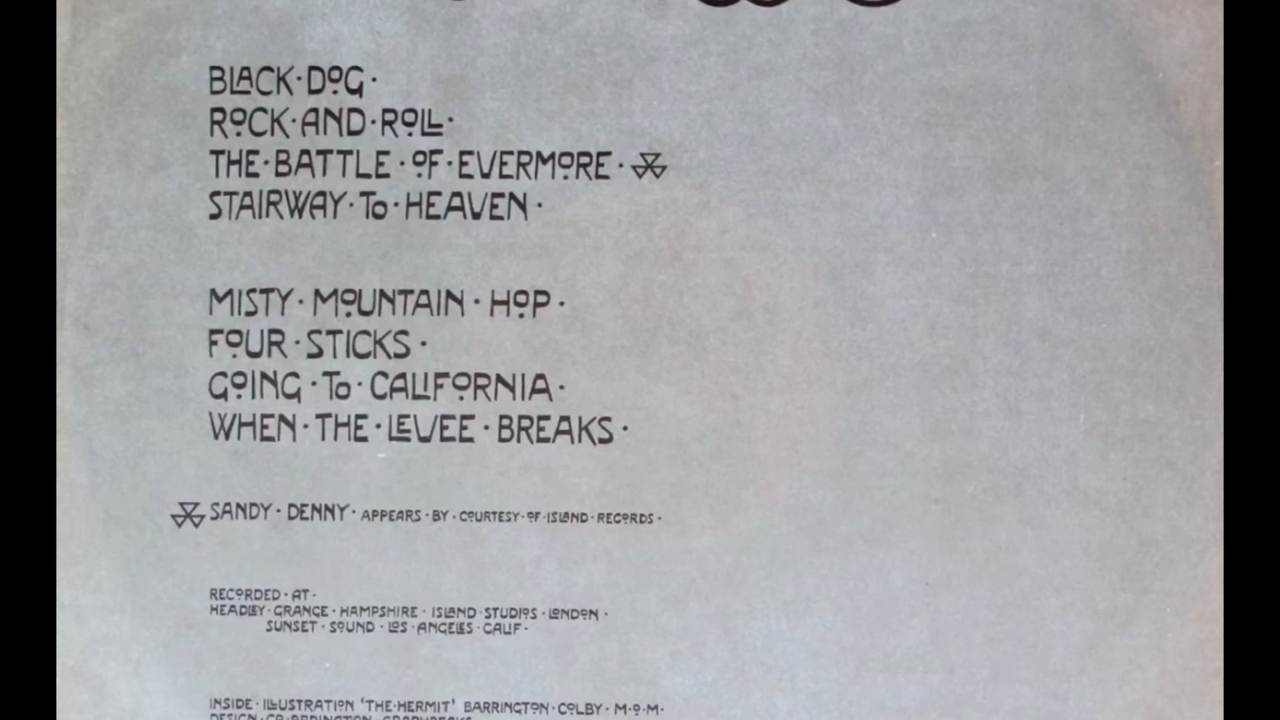 BLACK·DOG·
ROCK·AND·ROLL·
THE·BATTLE·OF·EVERMORE·
STAIRWAY·To·HEAVEN·
MISTY·MOUNTAIN·HOP·
FOUR·STICKS·
GOING·To·CALIFORNIA·
WHEN·THE·LEVEE·BREAKS·
SANDY·DENNY·APPEARS·BY·COURTESY·OF·ISLAND·RECORDS·
RECORDED·AT·
HEADLEY·GRANGE·HAMPSHIRE·ISLAND·STUDIOS·LONDON·
SUNSET·SOUND·LOS·ANGELES·CALIF·
INSIDE·ILLUSTRATION 'THE·HERMIT' BARRINGTON·COLBY·M·O·M·